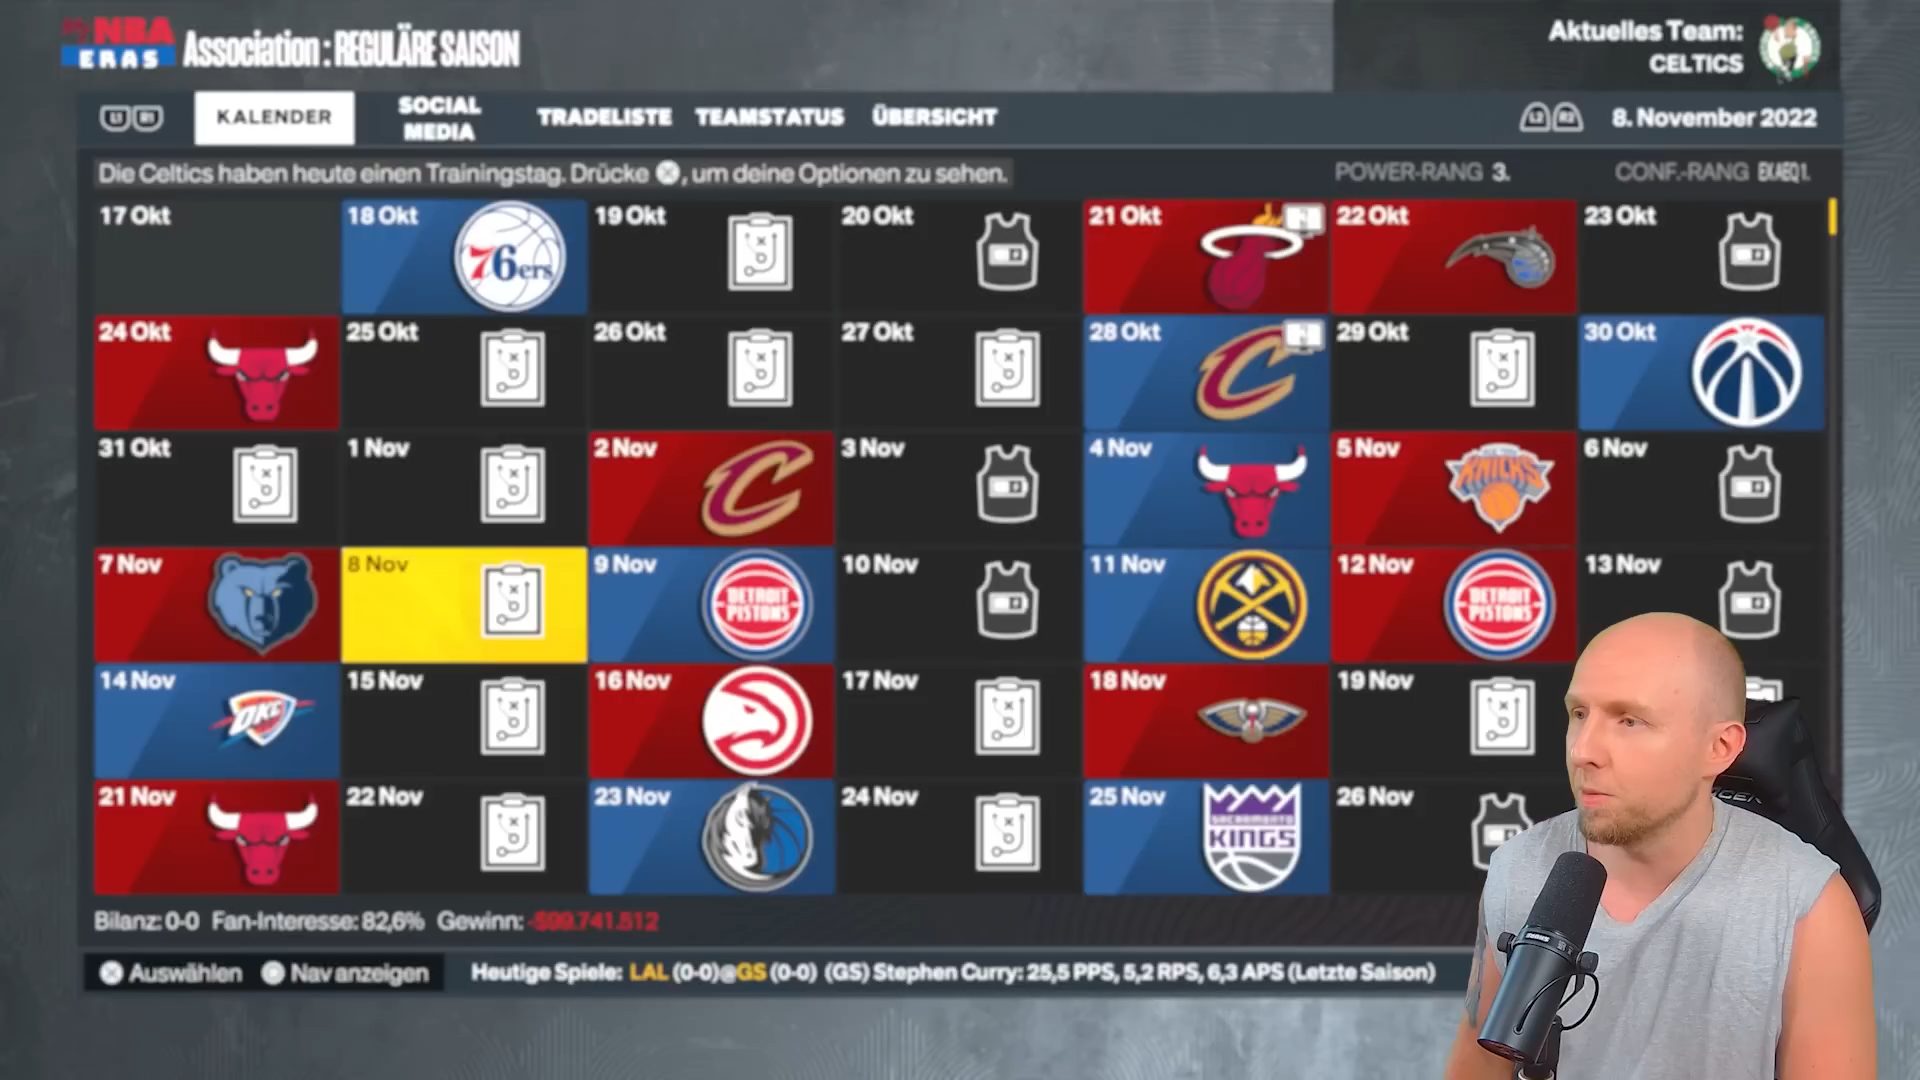 MyNBA ERAS Association : REGULÄRE SAISON
Aktuelles Team: CELTICS
L1 R1 KALENDER SOCIAL MEDIA TRADELISTE TEAMSTATUS ÜBERSICHT L2 R2 8. November 2022
Die Celtics haben heute einen Trainingstag. Drücke , um deine Optionen zu sehen. POWER-RANG 3. CONF.-RANG EX AEQ 1.
17 Okt 18 Okt 76ers 19 Okt 20 Okt 21 Okt 22 Okt 23 Okt
24 Okt 25 Okt 26 Okt 27 Okt 28 Okt 29 Okt 30 Okt
31 Okt 1 Nov 2 Nov 3 Nov 4 Nov 5 Nov KNICKS 6 Nov
7 Nov 8 Nov 9 Nov DETROIT PISTONS 10 Nov 11 Nov 12 Nov DETROIT PISTONS 13 Nov
14 Nov OKC 15 Nov 16 Nov 17 Nov 18 Nov 19 Nov
21 Nov 22 Nov 23 Nov 24 Nov 25 Nov SACRAMENTO KINGS 26 Nov
Bilanz: 0-0 Fan-Interesse: 82,6% Gewinn: -$99.741.512
Auswählen Nav anzeigen Heutige Spiele: LAL (0-0)@GS (0-0) (GS) Stephen Curry: 25,5 PPS, 5,2 RPS, 6,3 APS (Letzte Saison)